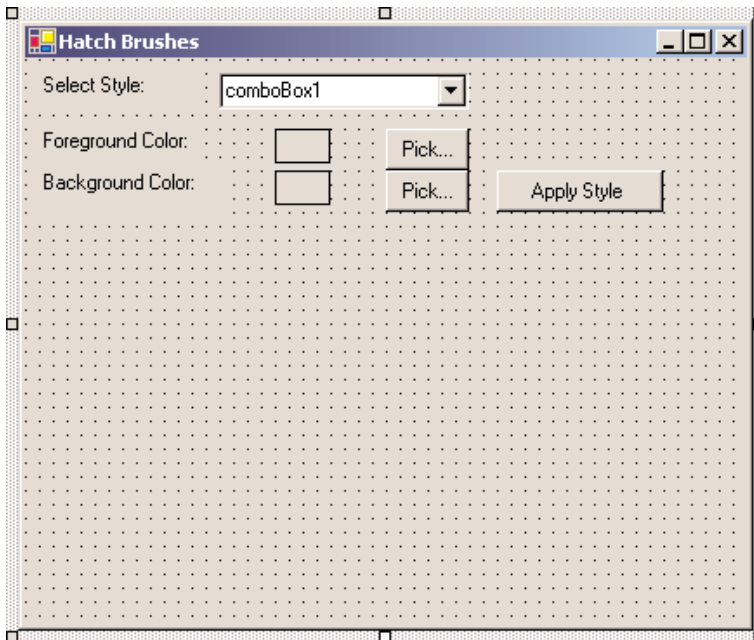 Hatch Brushes
Select Style:
comboBox1
Foreground Color:
Pick...
Background Color:
Pick...
Apply Style